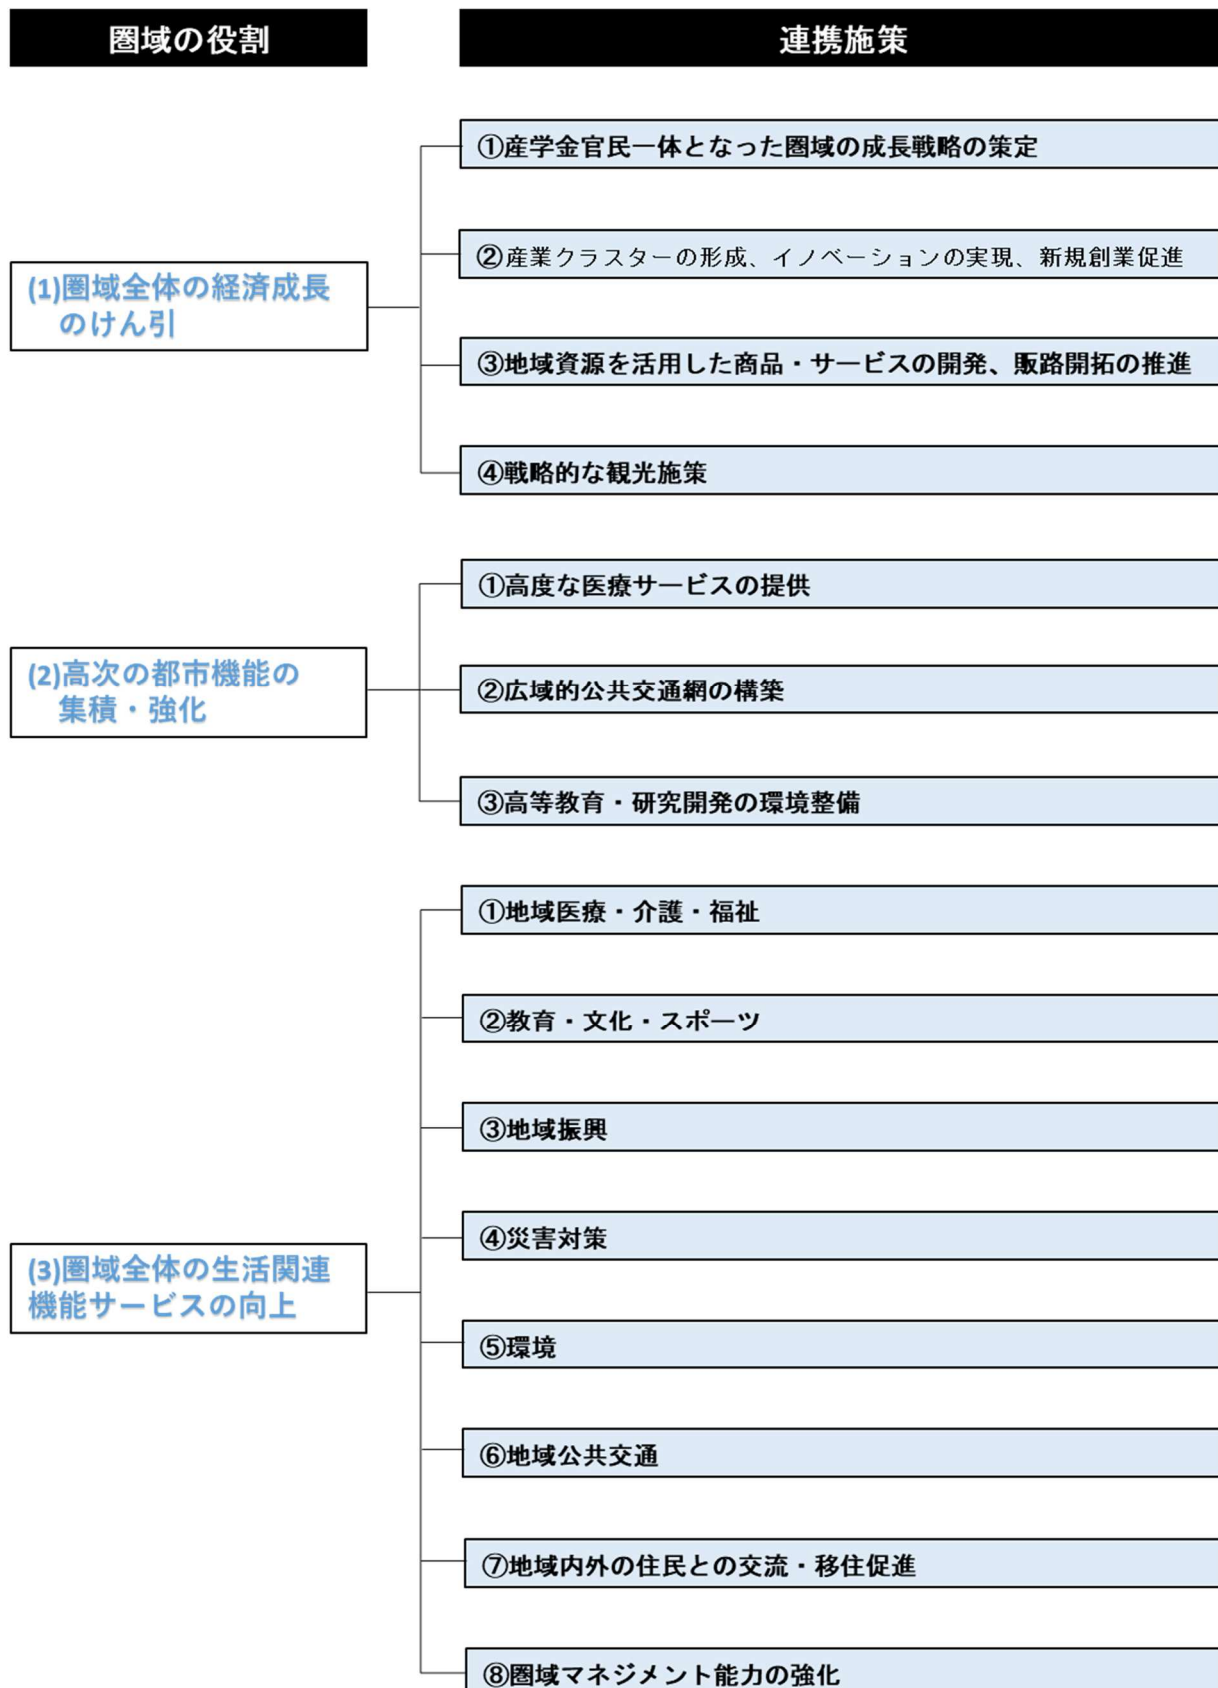 圏域の役割
連携施策
(1)圏域全体の経済成長
のけん引
①産学金官民一体となった圏域の成長戦略の策定
②産業クラスターの形成、イノベーションの実現、新規創業促進
③地域資源を活用した商品・サービスの開発、販路開拓の推進
④戦略的な観光施策
(2)高次の都市機能の
集積・強化
①高度な医療サービスの提供
②広域的公共交通網の構築
③高等教育・研究開発の環境整備
(3)圏域全体の生活関連
機能サービスの向上
①地域医療・介護・福祉
②教育・文化・スポーツ
③地域振興
④災害対策
⑤環境
⑥地域公共交通
⑦地域内外の住民との交流・移住促進
⑧圏域マネジメント能力の強化